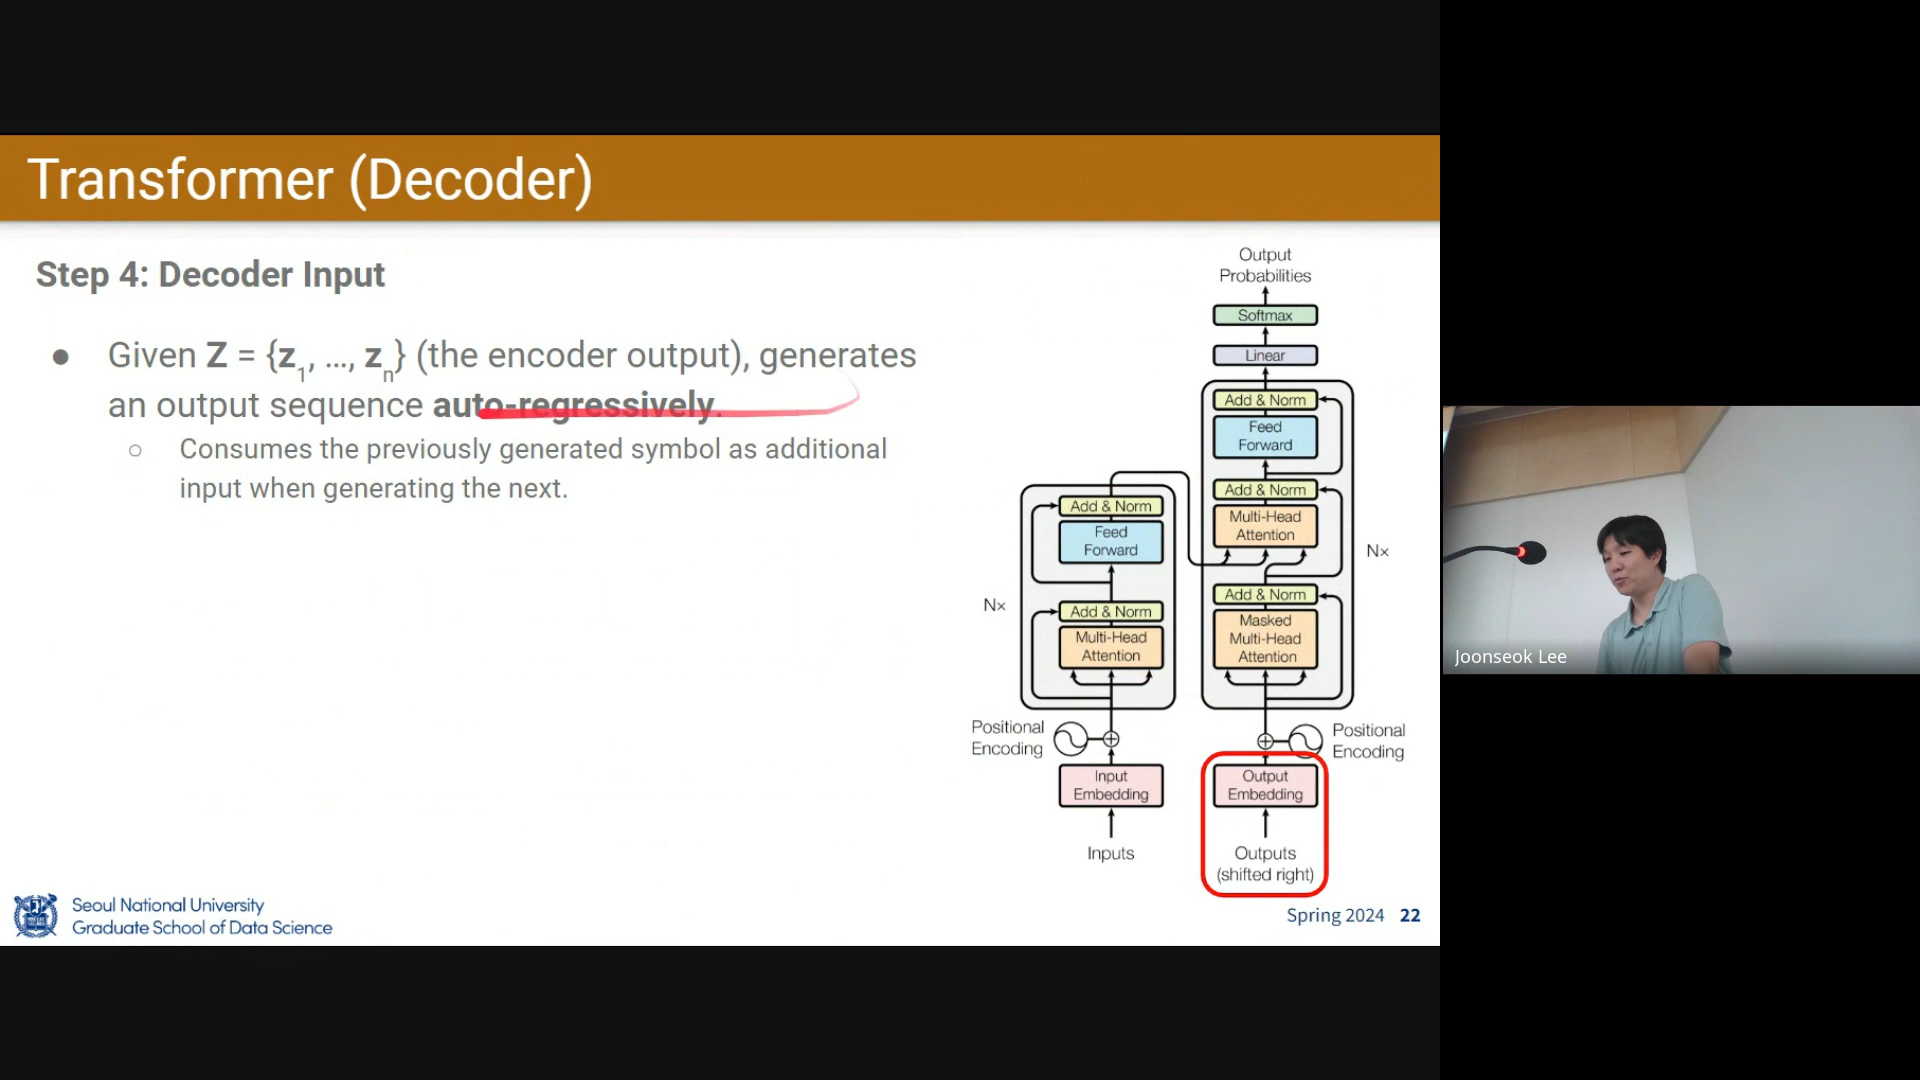 Transformer (Decoder)
Step 4: Decoder Input
● Given Z = {z1, …, zn} (the encoder output), generates
an output sequence auto-regressively.
○ Consumes the previously generated symbol as additional
input when generating the next.
Output
Probabilities
Softmax
Linear
Add & Norm
Feed
Forward
Add & Norm
Multi-Head
Attention
Nx
Add & Norm
Masked
Multi-Head
Attention
Add & Norm
Feed
Forward
Nx
Add & Norm
Multi-Head
Attention
Positional
Encoding
Positional
Encoding
Input
Embedding
Output
Embedding
Inputs
Outputs
(shifted right)
Seoul National University
Graduate School of Data Science
Spring 2024 22
Joonseok Lee